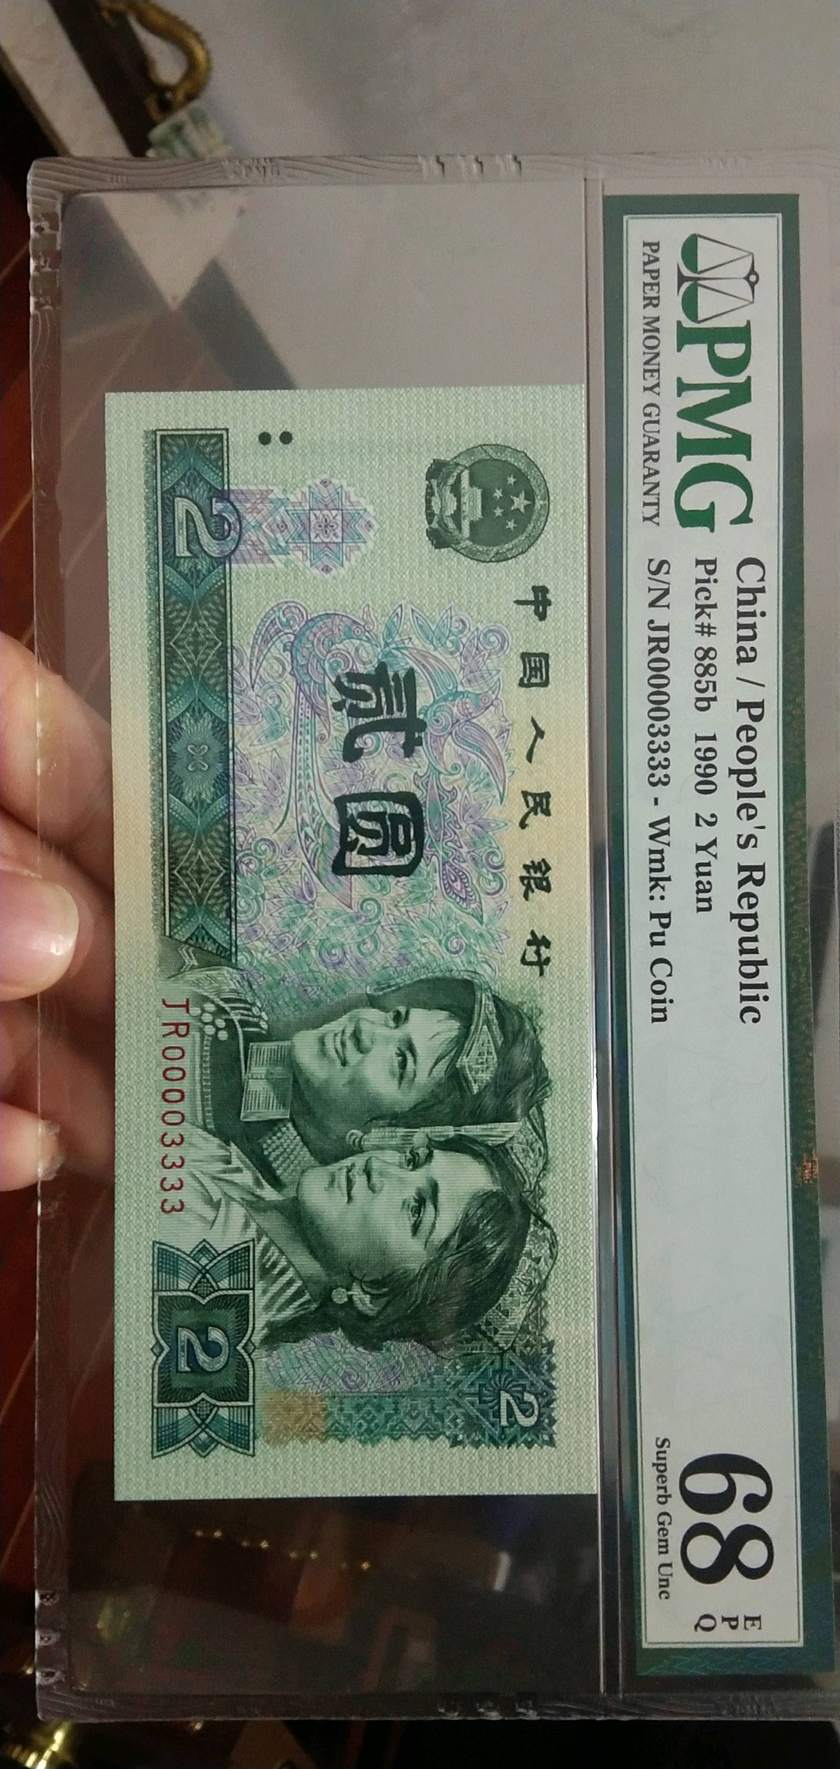 PMG
PAPER MONEY GUARANTY
China / People's Republic
Pick# 885b 1990 2 Yuan
S/N JR00003333 - Wmk: Pu Coin
68 EPQ
Superb Gem Unc
中国人民银行
贰圆
2
2
JR00003333
2